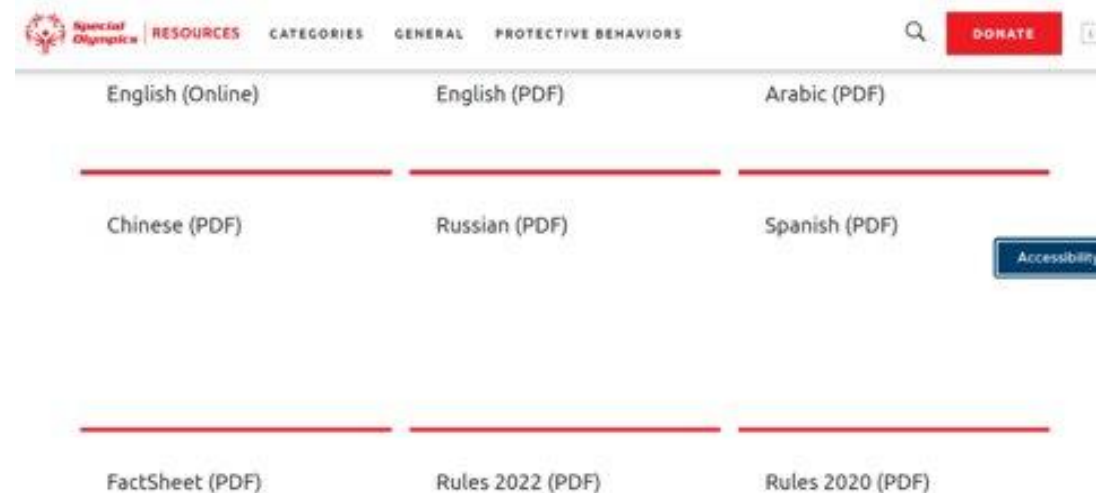 Special
Olympics RESOURCES CATEGORIES GENERAL PROTECTIVE BEHAVIORS DONATE
English (Online) English (PDF) Arabic (PDF)
Chinese (PDF) Russian (PDF) Spanish (PDF)
Accessibility
FactSheet (PDF) Rules 2022 (PDF) Rules 2020 (PDF)